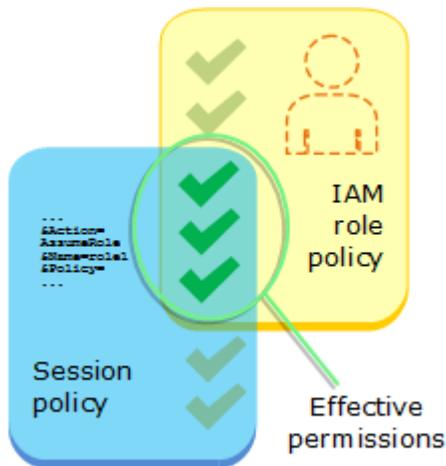 IAM
role
policy
...
&Action=
AssumeRole
&Name=role1
&Policy=
...
Session
policy
Effective
permissions